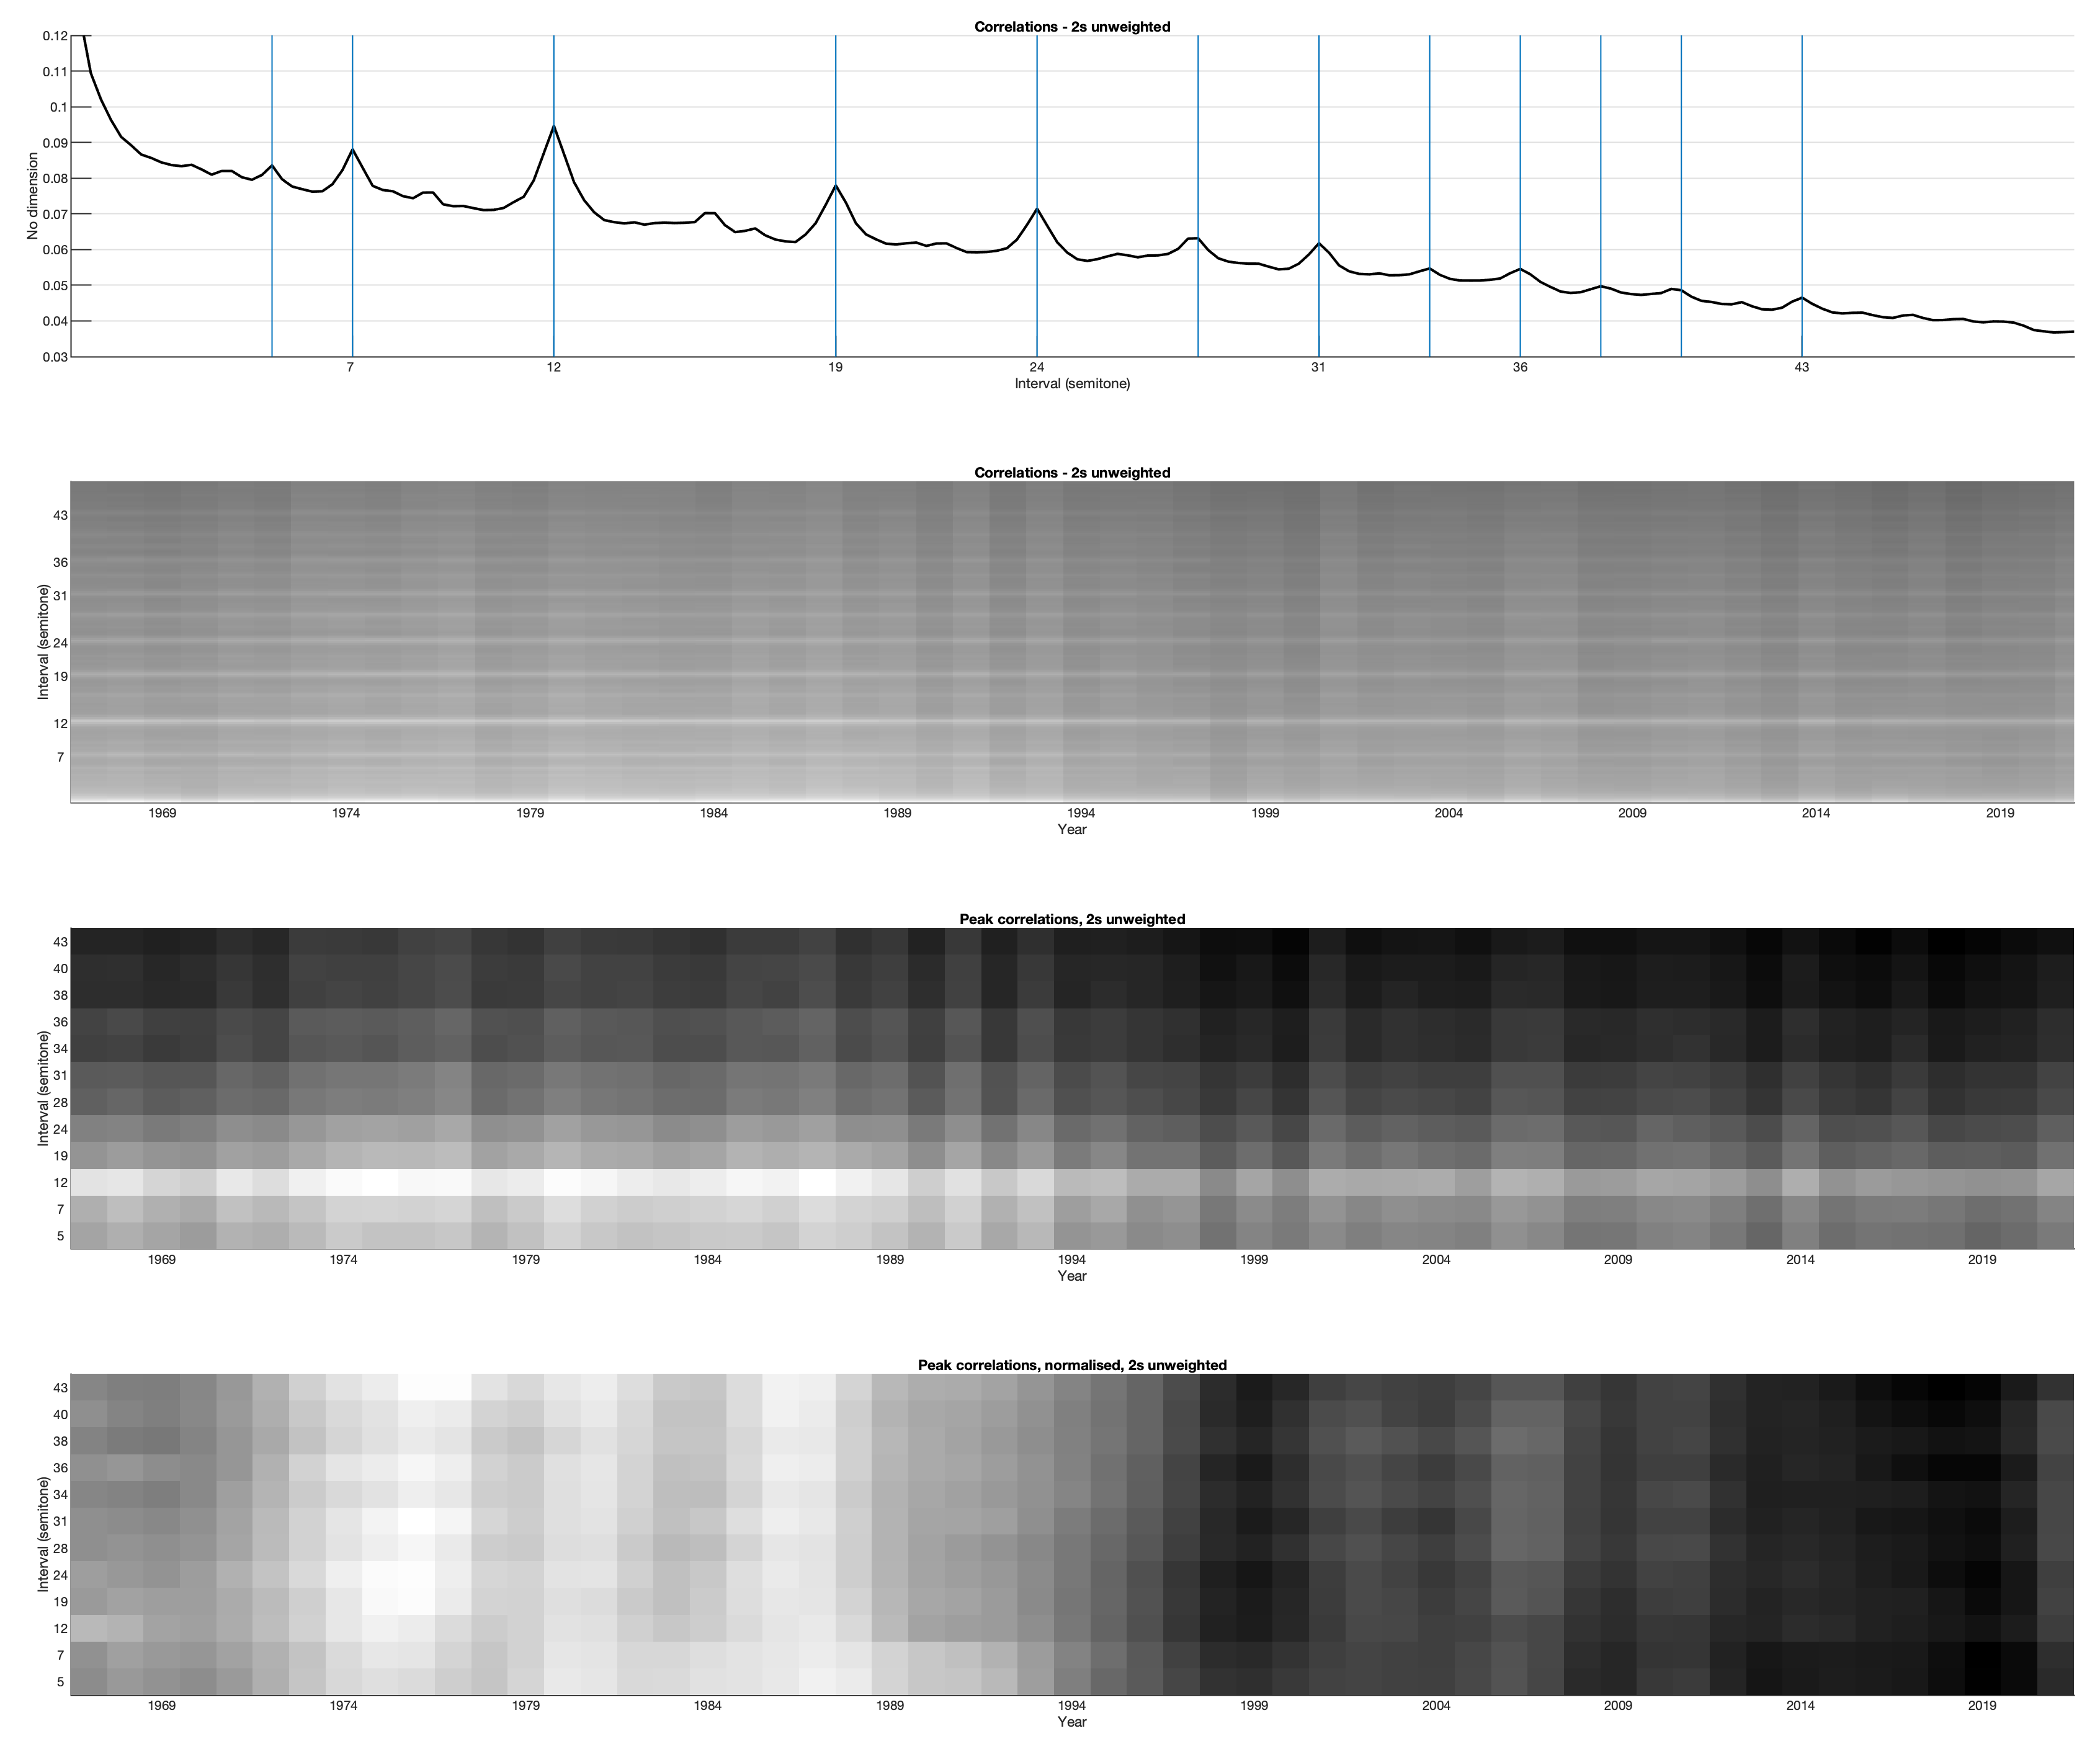 Correlations - 2s unweighted
0.12
0.11
0.1
0.09
0.08
0.07
0.06
0.05
0.04
0.03
No dimension
7 12 19 24 31 36 43
Interval (semitone)
Correlations - 2s unweighted
43
36
31
24
19
12
7
Interval (semitone)
1969 1974 1979 1984 1989 1994 1999 2004 2009 2014 2019
Year
Peak correlations, 2s unweighted
43
40
38
36
34
31
28
24
19
12
7
5
Interval (semitone)
1969 1974 1979 1984 1989 1994 1999 2004 2009 2014 2019
Year
Peak correlations, normalised, 2s unweighted
43
40
38
36
34
31
28
24
19
12
7
5
Interval (semitone)
1969 1974 1979 1984 1989 1994 1999 2004 2009 2014 2019
Year